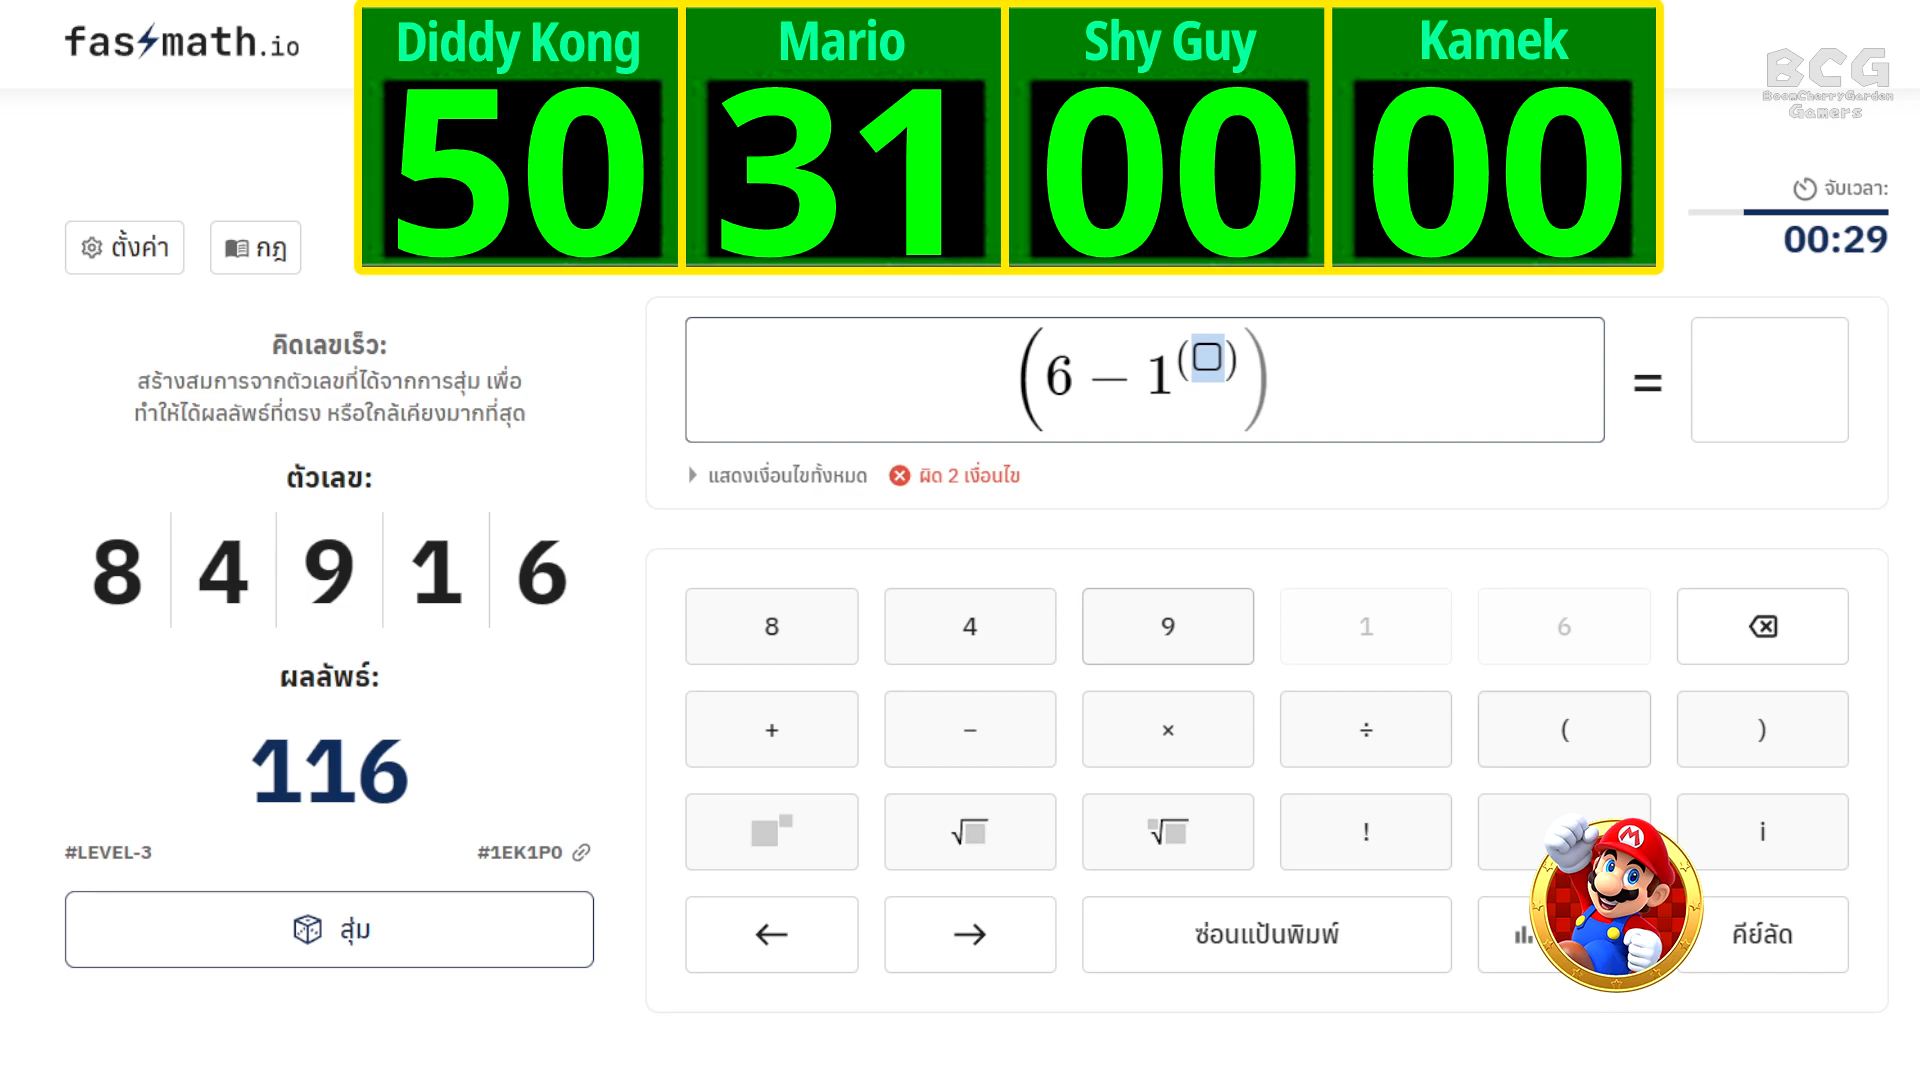 fasmath.io
Diddy Kong
Mario
Shy Guy
Kamek
50
31
00
00
BCG
BoomCherryGarden
Gamers
จับเวลา:
00:29
ตั้งค่า
กฎ
คิดเลขเร็ว:
สร้างสมการจากตัวเลขที่ได้จากการสุ่ม เพื่อ
ทำให้ได้ผลลัพธ์ที่ตรง หรือใกล้เคียงมากที่สุด
ตัวเลข:
8 4 9 1 6
ผลลัพธ์:
116
#LEVEL-3
#1EK1P0
สุ่ม
(6 − 1^(□)) =
แสดงเงื่อนไขทั้งหมด
ผิด 2 เงื่อนไข
8 4 9 1 6
+ − × ÷ ( )
√ √ ! i
← → ซ่อนแป้นพิมพ์ คีย์ลัด
M